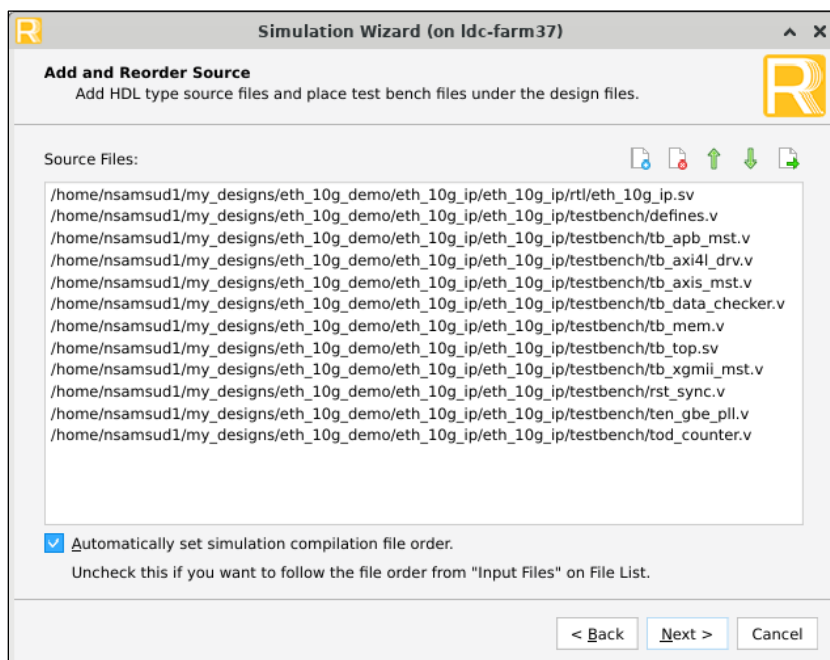 R
Simulation Wizard (on ldc-farm37)
Add and Reorder Source
Add HDL type source files and place test bench files under the design files.
R
Source Files:
/home/nsamsud1/my_designs/eth_10g_demo/eth_10g_ip/eth_10g_ip/rtl/eth_10g_ip.sv
/home/nsamsud1/my_designs/eth_10g_demo/eth_10g_ip/eth_10g_ip/testbench/defines.v
/home/nsamsud1/my_designs/eth_10g_demo/eth_10g_ip/eth_10g_ip/testbench/tb_apb_mst.v
/home/nsamsud1/my_designs/eth_10g_demo/eth_10g_ip/eth_10g_ip/testbench/tb_axi4l_drv.v
/home/nsamsud1/my_designs/eth_10g_demo/eth_10g_ip/eth_10g_ip/testbench/tb_axis_mst.v
/home/nsamsud1/my_designs/eth_10g_demo/eth_10g_ip/eth_10g_ip/testbench/tb_data_checker.v
/home/nsamsud1/my_designs/eth_10g_demo/eth_10g_ip/eth_10g_ip/testbench/tb_mem.v
/home/nsamsud1/my_designs/eth_10g_demo/eth_10g_ip/eth_10g_ip/testbench/tb_top.sv
/home/nsamsud1/my_designs/eth_10g_demo/eth_10g_ip/eth_10g_ip/testbench/tb_xgmii_mst.v
/home/nsamsud1/my_designs/eth_10g_demo/eth_10g_ip/eth_10g_ip/testbench/rst_sync.v
/home/nsamsud1/my_designs/eth_10g_demo/eth_10g_ip/eth_10g_ip/testbench/ten_gbe_pll.v
/home/nsamsud1/my_designs/eth_10g_demo/eth_10g_ip/eth_10g_ip/testbench/tod_counter.v
Automatically set simulation compilation file order.
Uncheck this if you want to follow the file order from "Input Files" on File List.
< Back Next > Cancel